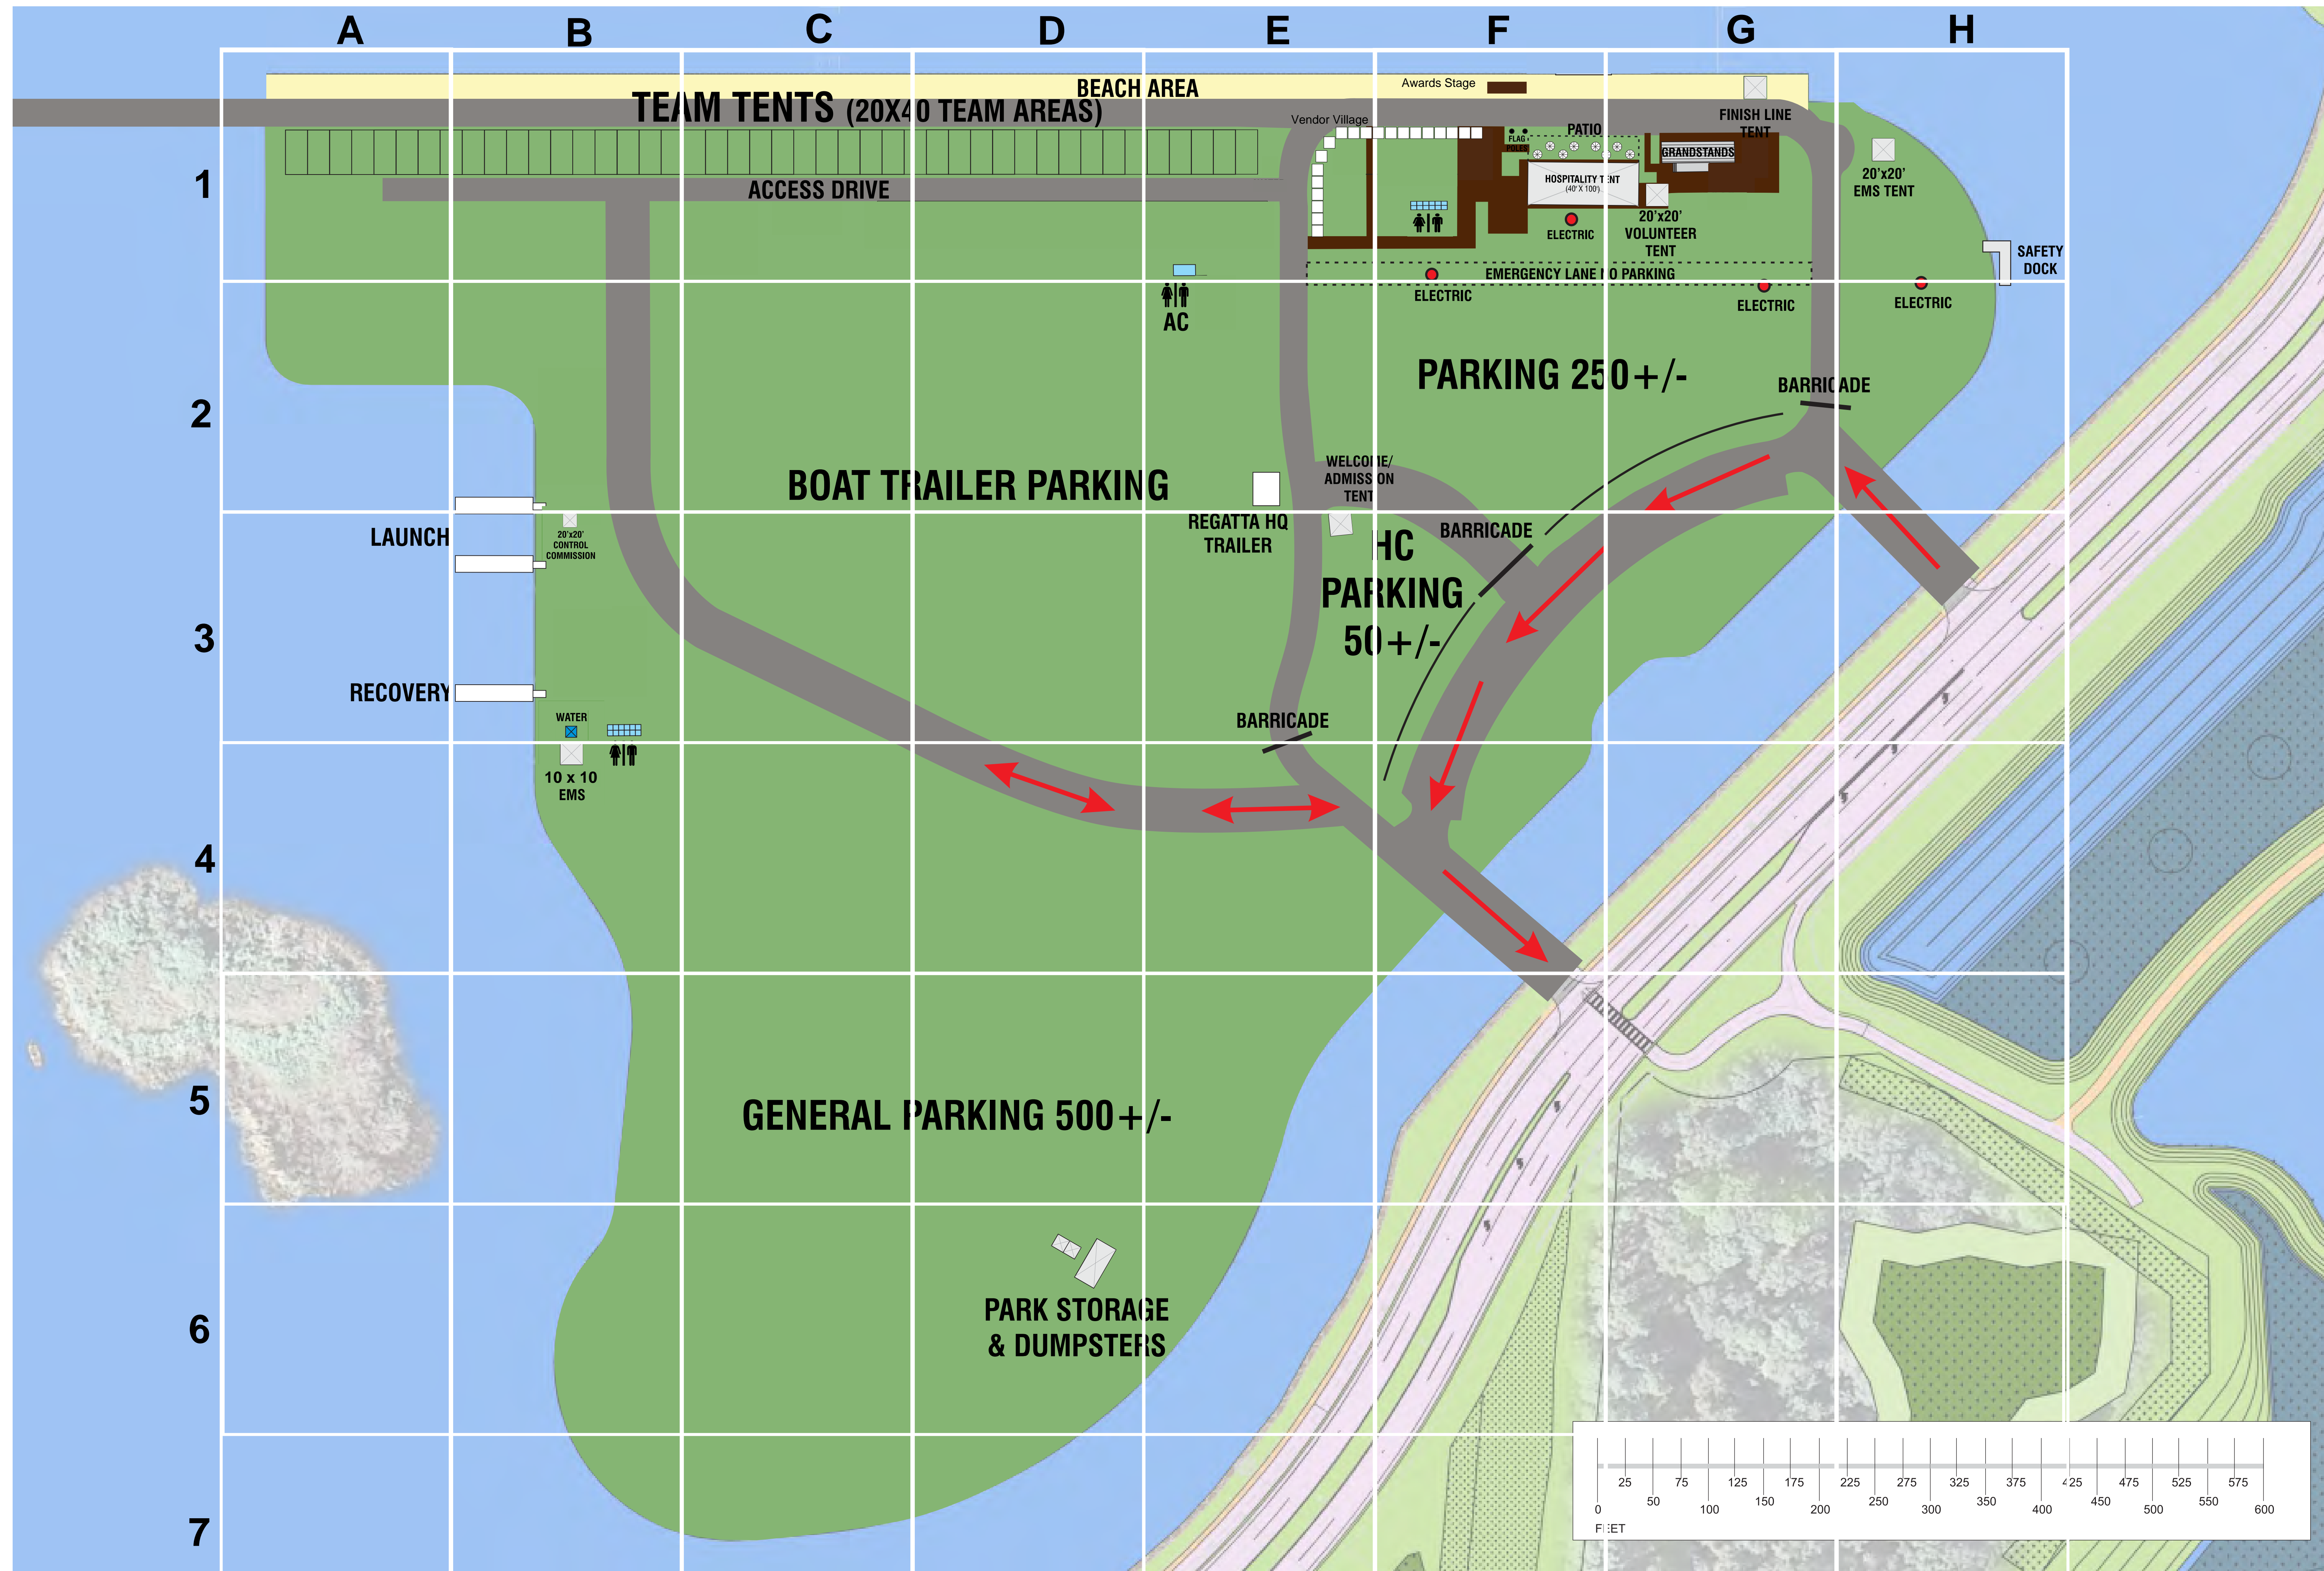 A B C D E F G H
1
2
3
4
5
6
7
BEACH AREA
Awards Stage
TEAM TENTS (20X40 TEAM AREAS)
Vendor Village
FINISH LINE
TENT
FLAG
POLES
PATIO
GRANDSTANDS
HOSPITALITY TENT
(40' X 100')
20'x20'
EMS TENT
ACCESS DRIVE
ELECTRIC
20'x20'
VOLUNTEER
TENT
SAFETY
DOCK
EMERGENCY LANE NO PARKING
ELECTRIC
ELECTRIC
ELECTRIC
AC
PARKING 250+/-
BARRICADE
BOAT TRAILER PARKING
WELCOME/
ADMISSION
TENT
REGATTA HQ
TRAILER
LAUNCH
20'x20'
CONTROL
COMMISSION
BARRICADE
HC
PARKING
50+/-
RECOVERY
WATER
BARRICADE
10 x 10
EMS
GENERAL PARKING 500+/-
PARK STORAGE
& DUMPSTERS
25 75 125 175 225 275 325 375 425 475 525 575
0 50 100 150 200 250 300 350 400 450 500 550 600
FEET